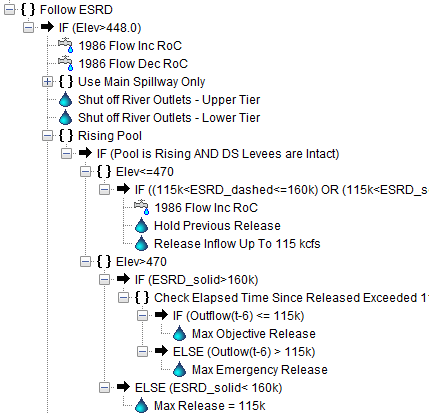 {} Follow ESRD
IF (Elev>448.0)
1986 Flow Inc RoC
1986 Flow Dec RoC
{} Use Main Spillway Only
Shut off River Outlets - Upper Tier
Shut off River Outlets - Lower Tier
{} Rising Pool
IF (Pool is Rising AND DS Levees are Intact)
{} Elev<=470
IF ((115k<ESRD_dashed<=160k) OR (115k<ESRD_s
1986 Flow Inc RoC
Hold Previous Release
Release Inflow Up To 115 kcfs
{} Elev>470
IF (ESRD_solid>160k)
{} Check Elapsed Time Since Released Exceeded 1
IF (Outflow(t-6) <= 115k)
Max Objective Release
ELSE (Outlow(t-6) > 115k)
Max Emergency Release
ELSE (ESRD_solid< 160k)
Max Release = 115k